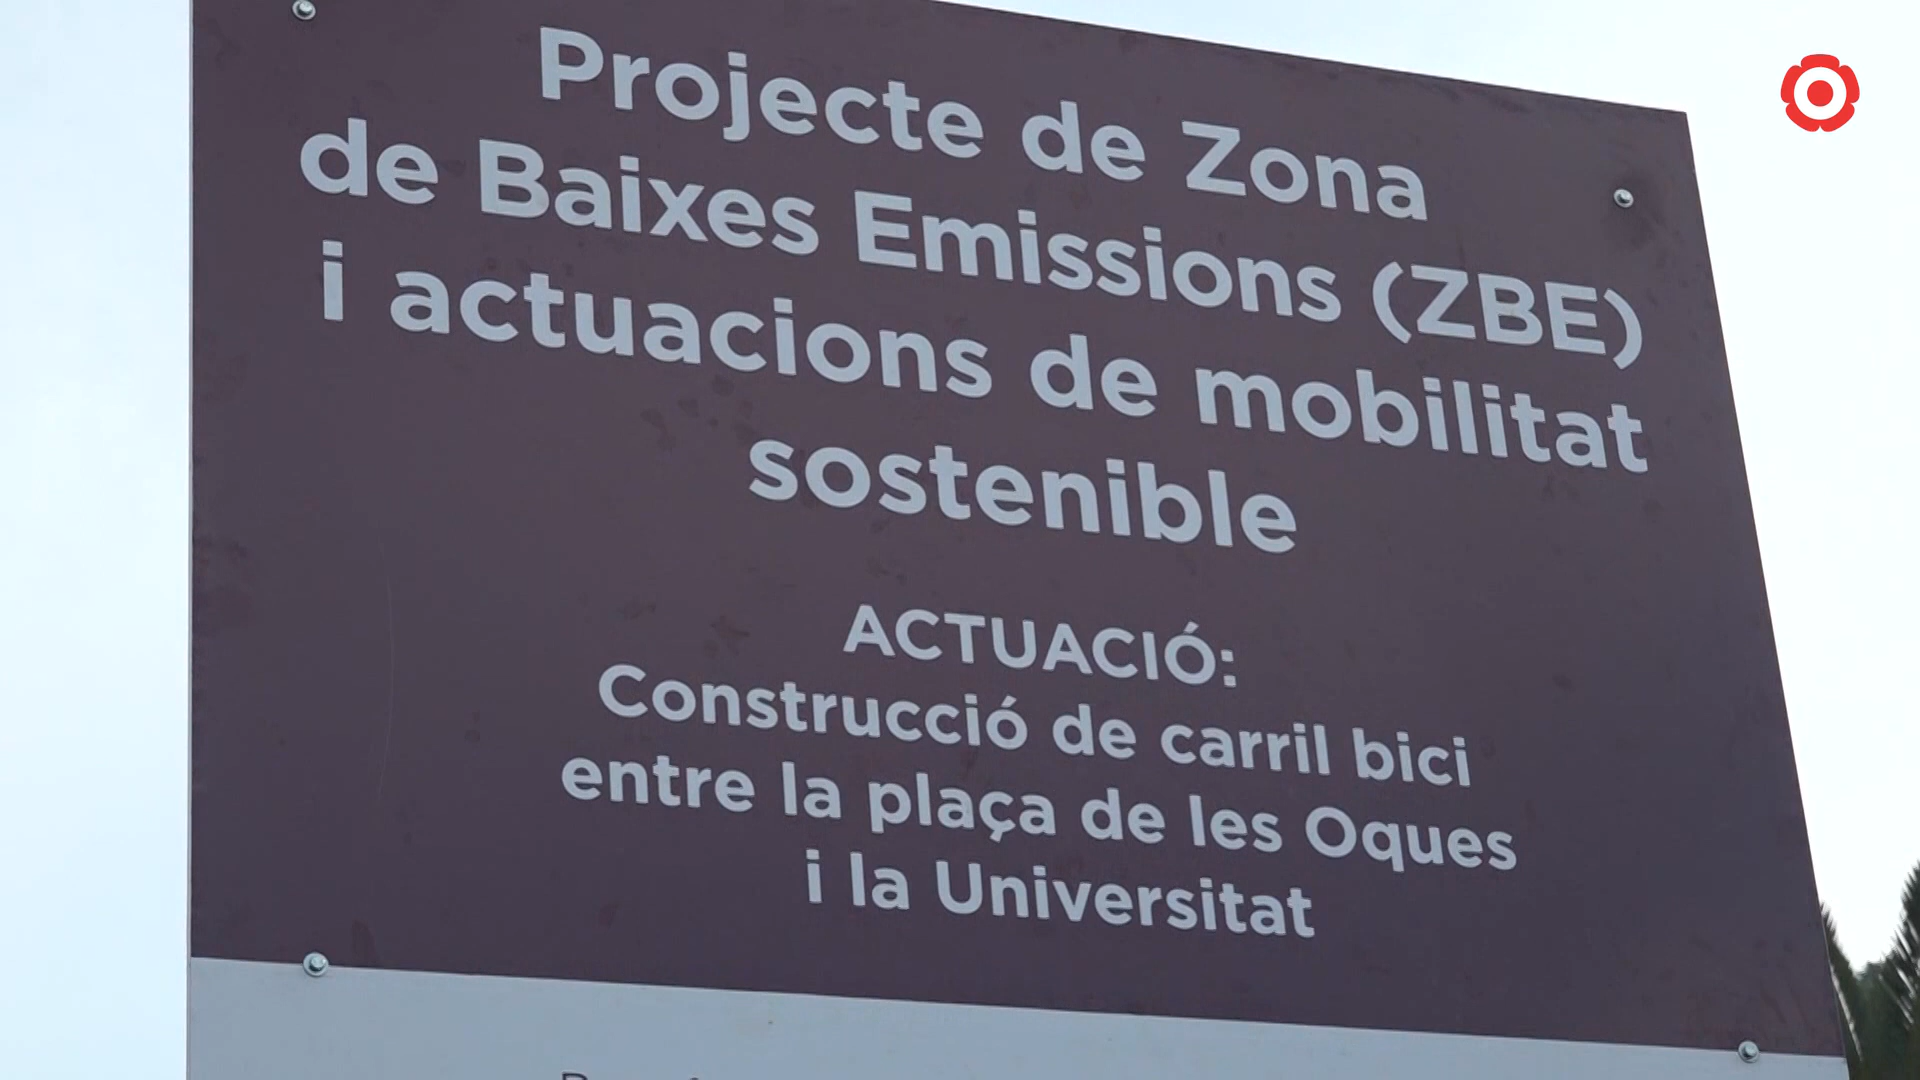 Projecte de Zona
de Baixes Emissions (ZBE)
i actuacions de mobilitat
sostenible
ACTUACIÓ:
Construcció de carril bici
entre la plaça de les Oques
i la Universitat